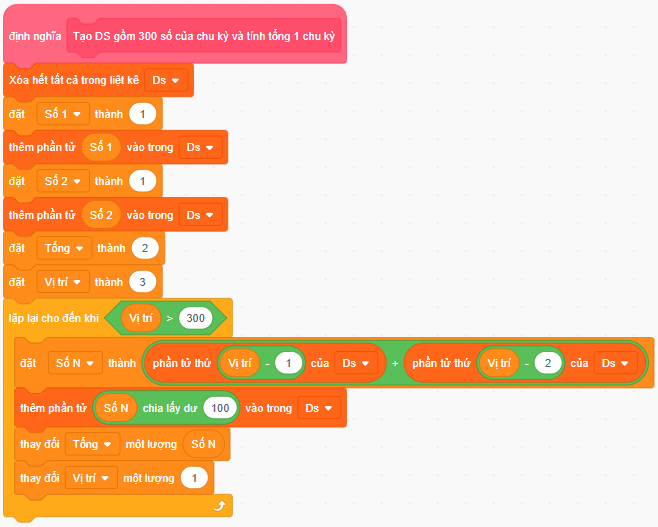 định nghĩa Tạo DS gồm 300 số của chu kỳ và tính tổng 1 chu kỳ
Xóa hết tất cả trong liệt kê Ds
đặt Số 1 thành 1
thêm phần tử Số 1 vào trong Ds
đặt Số 2 thành 1
thêm phần tử Số 2 vào trong Ds
đặt Tổng thành 2
đặt Vị trí thành 3
lặp lại cho đến khi Vị trí > 300
đặt Số N thành phần tử thứ Vị trí - 1 của Ds + phần tử thứ Vị trí - 2 của Ds
thêm phần tử Số N chia lấy dư 100 vào trong Ds
thay đổi Tổng một lượng Số N
thay đổi Vị trí một lượng 1